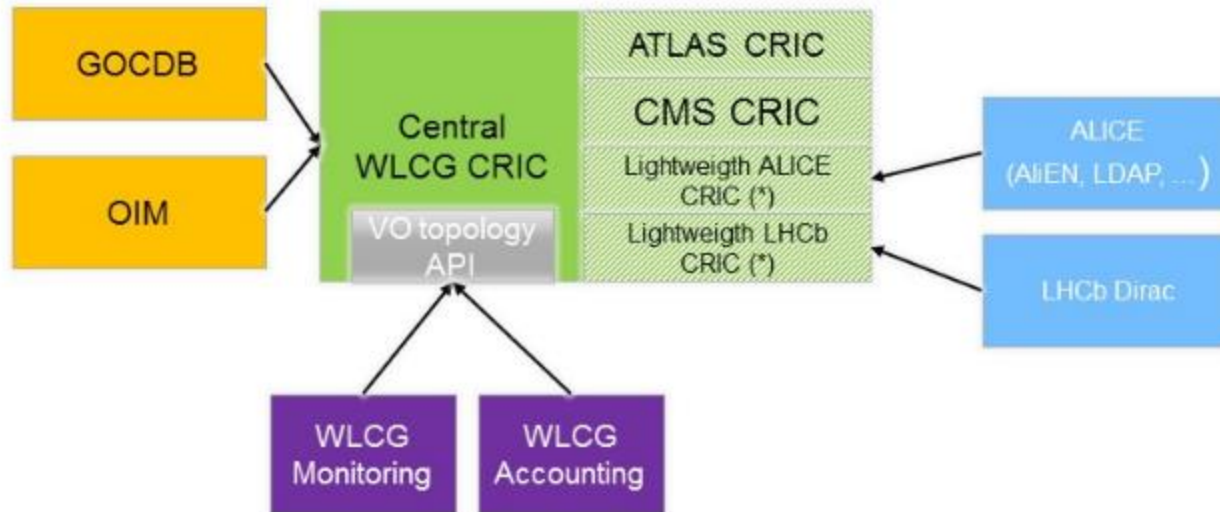 GOCDB
OIM
Central
WLCG CRIC
VO topology
API
ATLAS CRIC
CMS CRIC
Lightweigth ALICE
CRIC (*)
Lightweigth LHCb
CRIC (*)
ALICE
(AliEN, LDAP, ...)
LHCb Dirac
WLCG
Monitoring
WLCG
Accounting